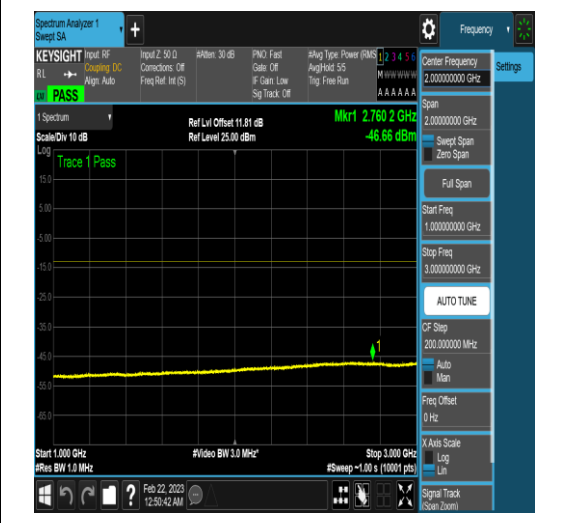 Spectrum Analyzer 1
Swept SA
+
Frequency
KEYSIGHT Input: RF
RL Coupling: DC
Align: Auto
PASS
Input Z: 50 Ω
Corrections: Off
Freq Ref: Int (S)
#Atten: 30 dB
PNO: Fast
Gate: Off
IF Gain: Low
Sig Track: Off
#Avg Type: Power (RMS
Avg|Hold: 5/5
Trig: Free Run
1 2 3 4 5 6
M W W W W W
A A A A A A
1 Spectrum
Scale/Div 10 dB
Ref Lvl Offset 11.81 dB
Ref Level 25.00 dBm
Mkr1 2.760 2 GHz
-46.66 dBm
Log
Trace 1 Pass
15.0
5.00
-5.00
-15.0
-25.0
-35.0
-45.0
-55.0
-65.0
1
Start 1.000 GHz
#Res BW 1.0 MHz
#Video BW 3.0 MHz*
Stop 3.000 GHz
#Sweep ~1.00 s (10001 pts)
Center Frequency
2.000000000 GHz
Span
2.00000000 GHz
Swept Span
Zero Span
Full Span
Start Freq
1.000000000 GHz
Stop Freq
3.000000000 GHz
AUTO TUNE
CF Step
200.000000 MHz
Auto
Man
Freq Offset
0 Hz
X Axis Scale
Log
Lin
Signal Track
(Span Zoom)
Settings
?
Feb 22, 2023
12:50:42 AM